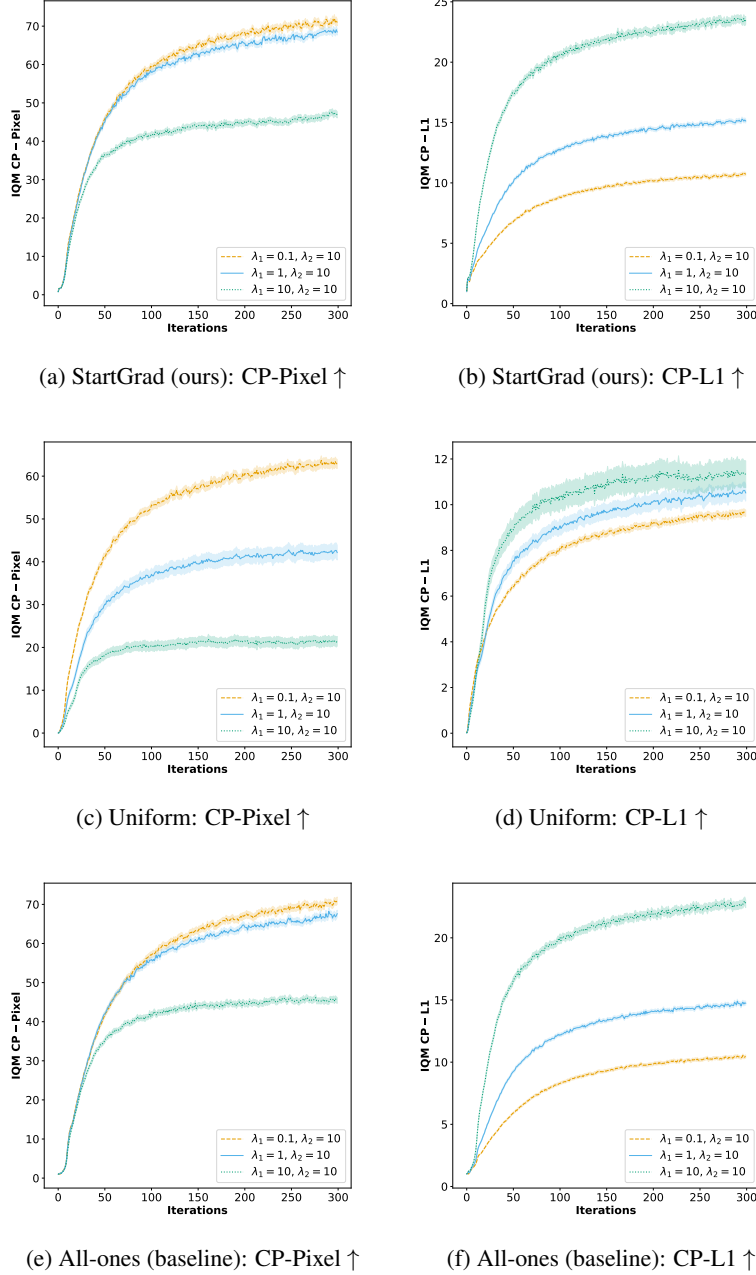 70
60
50
40
30
20
10
0
IQM CP – Pixel
0 50 100 150 200 250 300
Iterations
λ₁ = 0.1, λ₂ = 10
λ₁ = 1, λ₂ = 10
λ₁ = 10, λ₂ = 10
(a) StartGrad (ours): CP-Pixel ↑
25
20
15
10
5
0
IQM CP – L1
0 50 100 150 200 250 300
Iterations
λ₁ = 0.1, λ₂ = 10
λ₁ = 1, λ₂ = 10
λ₁ = 10, λ₂ = 10
(b) StartGrad (ours): CP-L1 ↑
60
50
40
30
20
10
0
IQM CP – Pixel
0 50 100 150 200 250 300
Iterations
λ₁ = 0.1, λ₂ = 10
λ₁ = 1, λ₂ = 10
λ₁ = 10, λ₂ = 10
(c) Uniform: CP-Pixel ↑
12
10
8
6
4
2
0
IQM CP – L1
0 50 100 150 200 250 300
Iterations
λ₁ = 0.1, λ₂ = 10
λ₁ = 1, λ₂ = 10
λ₁ = 10, λ₂ = 10
(d) Uniform: CP-L1 ↑
70
60
50
40
30
20
10
0
IQM CP – Pixel
0 50 100 150 200 250 300
Iterations
λ₁ = 0.1, λ₂ = 10
λ₁ = 1, λ₂ = 10
λ₁ = 10, λ₂ = 10
(e) All-ones (baseline): CP-Pixel ↑
20
15
10
5
0
IQM CP – L1
0 50 100 150 200 250 300
Iterations
λ₁ = 0.1, λ₂ = 10
λ₁ = 1, λ₂ = 10
λ₁ = 10, λ₂ = 10
(f) All-ones (baseline): CP-L1 ↑